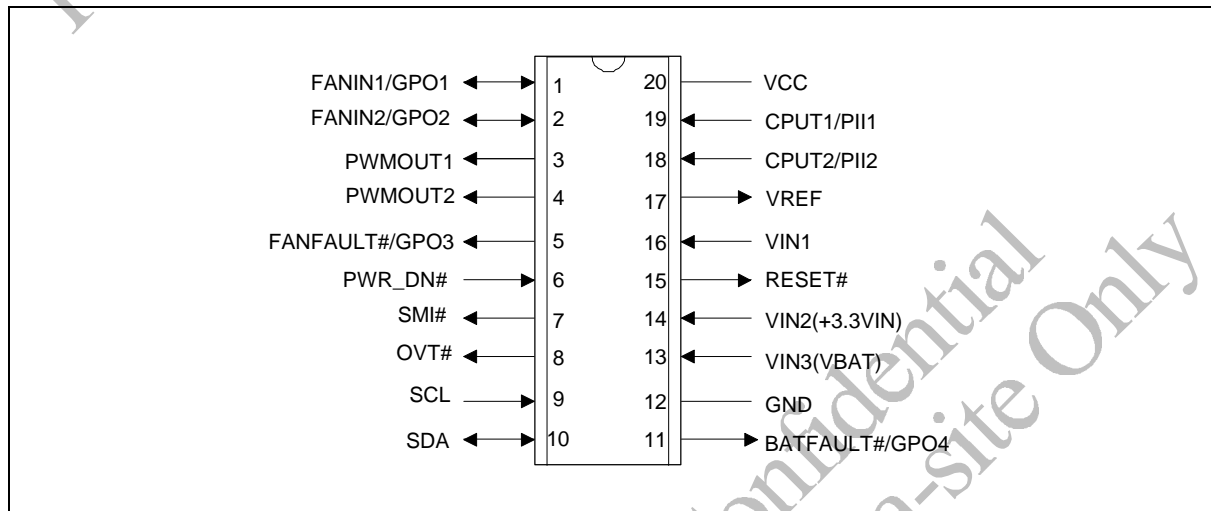 FANIN1/GPO1 1 20 VCC
FANIN2/GPO2 2 19 CPUT1/PII1
PWMOUT1 3 18 CPUT2/PII2
PWMOUT2 4 17 VREF
FANFAULT#/GPO3 5 16 VIN1
PWR_DN# 6 15 RESET#
SMI# 7 14 VIN2(+3.3VIN)
OVT# 8 13 VIN3(VBAT)
SCL 9 12 GND
SDA 10 11 BATFAULT#/GPO4
Only